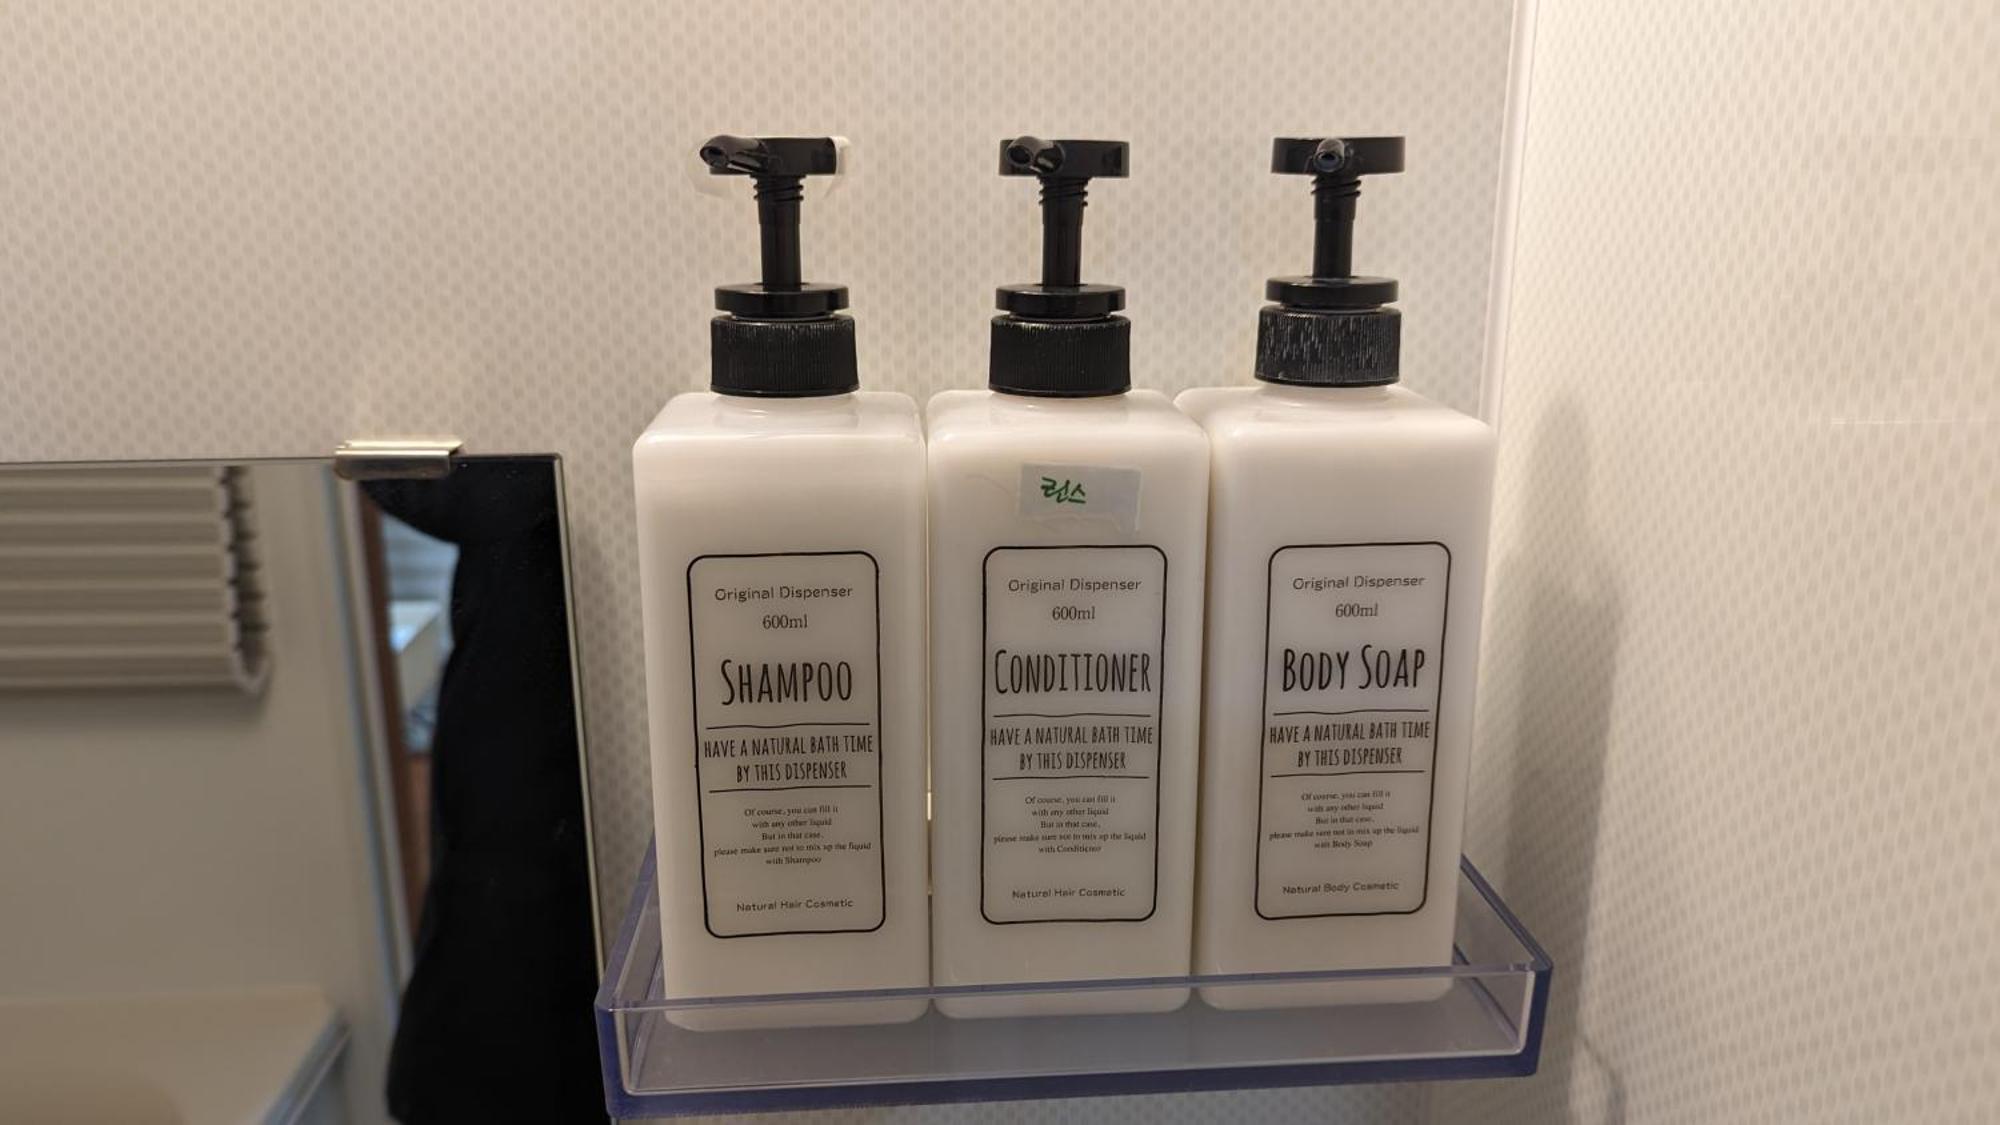 Original Dispenser
600ml
SHAMPOO
HAVE A NATURAL BATH TIME
BY THIS DISPENSER
Of course, you can fill it
with any other liquid
But in that case,
please make sure not to mix up the liquid
with Shampoo
Natural Hair Cosmetic
린스
Original Dispenser
600ml
CONDITIONER
HAVE A NATURAL BATH TIME
BY THIS DISPENSER
Of course, you can fill it
with any other liquid
But in that case,
please make sure not to mix up the liquid
with Conditioner
Natural Hair Cosmetic
Original Dispenser
600ml
BODY SOAP
HAVE A NATURAL BATH TIME
BY THIS DISPENSER
Of course, you can fill it
with any other liquid
But in that case,
please make sure not to mix up the liquid
with Body Soap
Natural Body Cosmetic